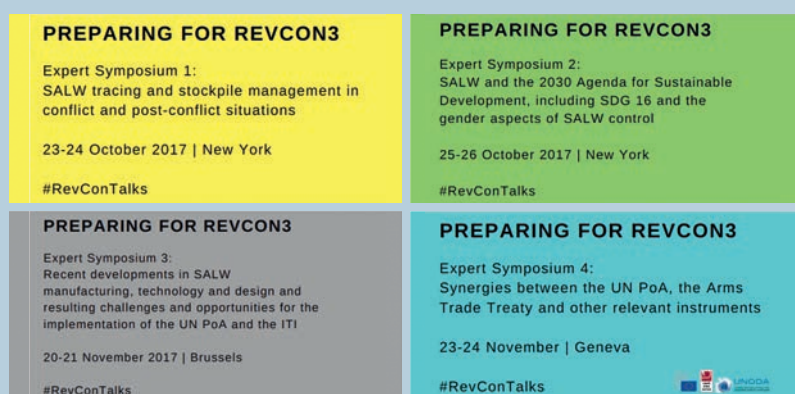 PREPARING FOR REVCON3
Expert Symposium 1:
SALW tracing and stockpile management in
conflict and post-conflict situations
23-24 October 2017 | New York
#RevConTalks
PREPARING FOR REVCON3
Expert Symposium 2:
SALW and the 2030 Agenda for Sustainable
Development, including SDG 16 and the
gender aspects of SALW control
25-26 October 2017 | New York
#RevConTalks
PREPARING FOR REVCON3
Expert Symposium 3:
Recent developments in SALW
manufacturing, technology and design and
resulting challenges and opportunities for the
implementation of the UN PoA and the ITI
20-21 November 2017 | Brussels
#RevConTalks
PREPARING FOR REVCON3
Expert Symposium 4:
Synergies between the UN PoA, the Arms
Trade Treaty and other relevant instruments
23-24 November | Geneva
#RevConTalks
UNODA